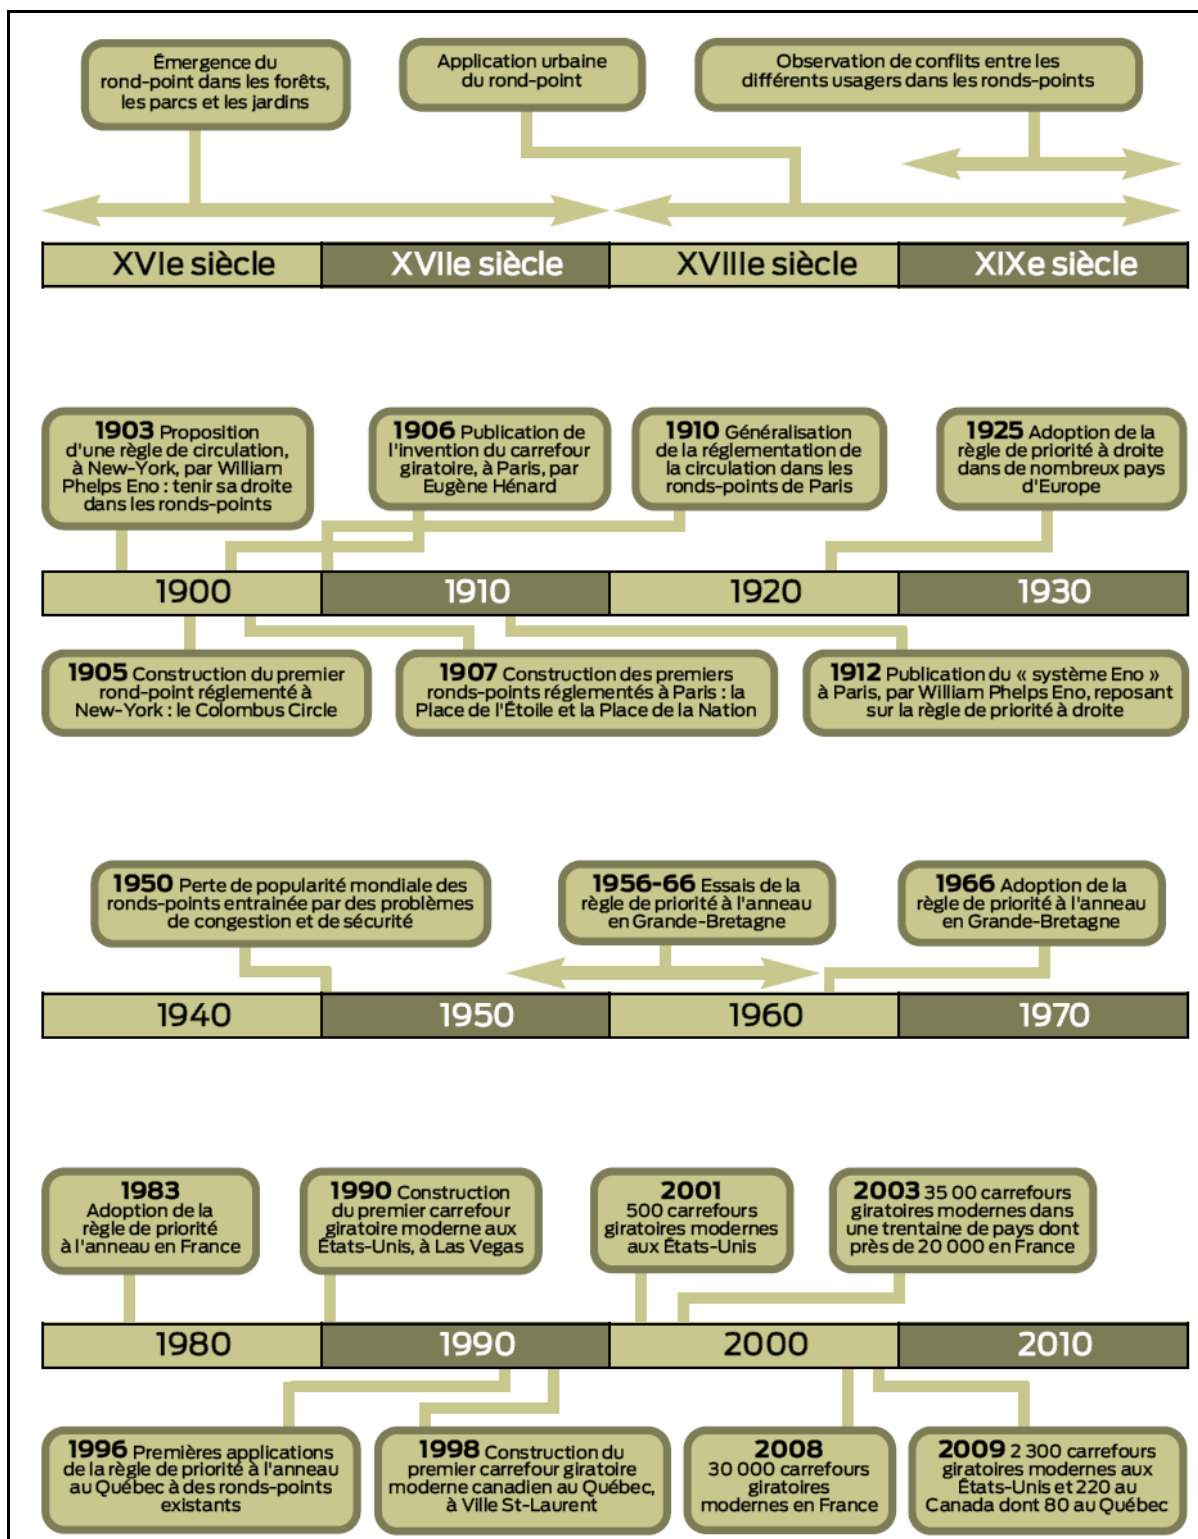 Émergence du
rond-point dans les forêts,
les parcs et les jardins
Application urbaine
du rond-point
Observation de conflits entre les
différents usagers dans les ronds-points
XVIe siècle
XVIIe siècle
XVIIIe siècle
XIXe siècle
1903 Proposition
d'une règle de circulation,
à New-York, par William
Phelps Eno : tenir sa droite
dans les ronds-points
1906 Publication de
l'Invention du carrefour
giratoire, à Paris, par
Eugène Hénard
1910 Généralisation
de la réglementation de
la circulation dans les
ronds-points de Paris
1925 Adoption de la
règle de priorité à droite
dans de nombreux pays
d'Europe
1900
1910
1920
1930
1905 Construction du premier
rond-point réglementé à
New-York : le Colombus Circle
1907 Construction des premiers
ronds-points réglementés à Paris : la
Place de l'Étoile et la Place de la Nation
1912 Publication du « système Eno »
à Paris, par William Phelps Eno, reposant
sur la règle de priorité à droite
1950 Perte de popularité mondiale des
ronds-points entrainée par des problèmes
de congestion et de sécurité
1956-66 Essais de la
règle de priorité à l'anneau
en Grande-Bretagne
1966 Adoption de la
règle de priorité à l'anneau
en Grande-Bretagne
1940
1950
1960
1970
1983
Adoption de la
règle de priorité
à l'anneau en France
1990 Construction
du premier carrefour
giratoire moderne aux
États-Unis, à Las Vegas
2001
500 carrefours
giratoires modernes
aux États-Unis
2003 35 00 carrefours
giratoires modernes dans
une trentaine de pays dont
près de 20 000 en France
1980
1990
2000
2010
1996 Premières applications
de la règle de priorité à l'anneau
au Québec à des ronds-points
existants
1998 Construction du
premier carrefour giratoire
moderne canadien au Québec,
à Ville St-Laurent
2008
30 000 carrefours
giratoires
modernes en France
2009 2 300 carrefours
giratoires modernes aux
États-Unis et 220 au
Canada dont 80 au Québec